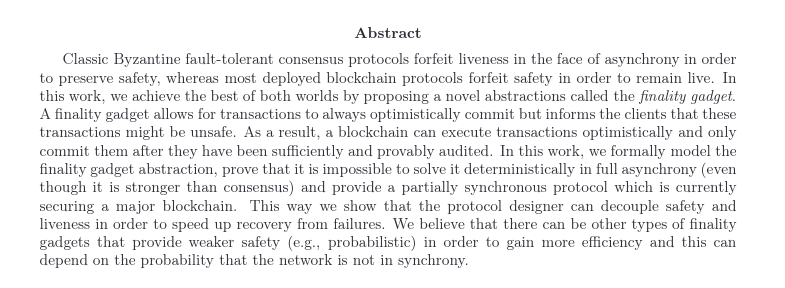 Abstract
Classic Byzantine fault-tolerant consensus protocols forfeit liveness in the face of asynchrony in order
to preserve safety, whereas most deployed blockchain protocols forfeit safety in order to remain live. In
this work, we achieve the best of both worlds by proposing a novel abstractions called the finality gadget.
A finality gadget allows for transactions to always optimistically commit but informs the clients that these
transactions might be unsafe. As a result, a blockchain can execute transactions optimistically and only
commit them after they have been sufficiently and provably audited. In this work, we formally model the
finality gadget abstraction, prove that it is impossible to solve it deterministically in full asynchrony (even
though it is stronger than consensus) and provide a partially synchronous protocol which is currently
securing a major blockchain. This way we show that the protocol designer can decouple safety and
liveness in order to speed up recovery from failures. We believe that there can be other types of finality
gadgets that provide weaker safety (e.g., probabilistic) in order to gain more efficiency and this can
depend on the probability that the network is not in synchrony.